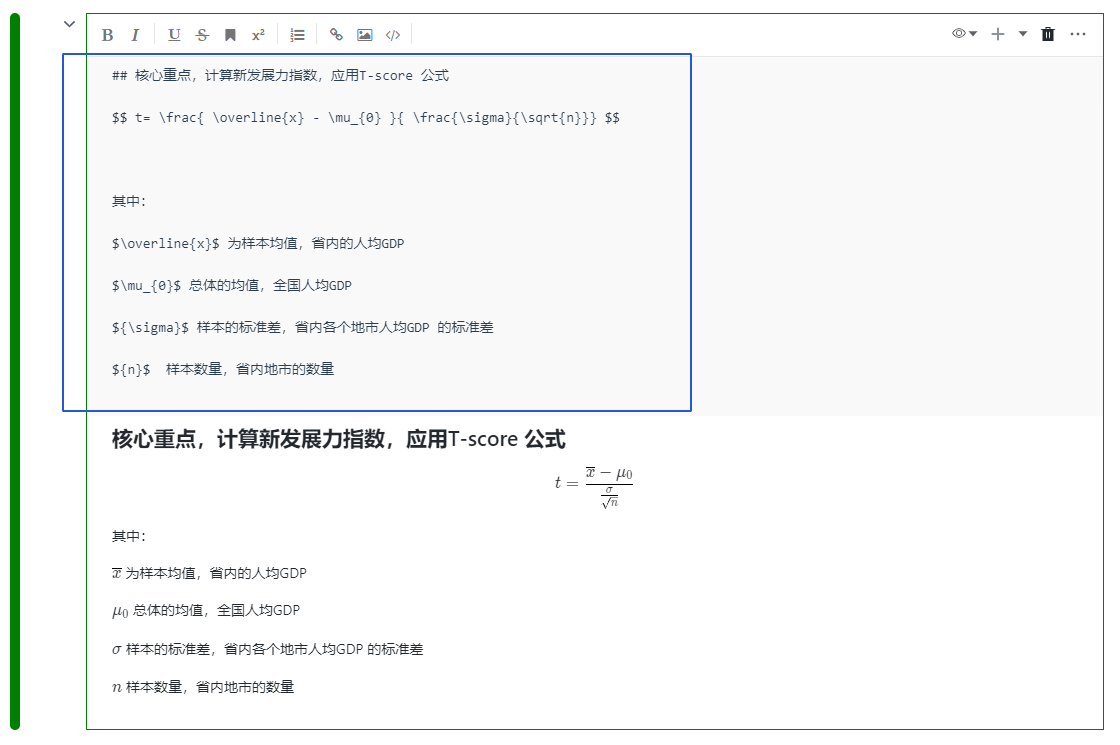 B I U S x² </>
## 核心重点，计算新发展力指数，应用T-score 公式
$$ t= \frac{ \overline{x} - \mu_{0} }{ \frac{\sigma}{\sqrt{n}}} $$
其中：
$\overline{x}$ 为样本均值，省内的人均GDP
$\mu_{0}$ 总体的均值，全国人均GDP
${\sigma}$ 样本的标准差，省内各个地市人均GDP 的标准差
${n}$  样本数量，省内地市的数量
核心重点，计算新发展力指数，应用T-score 公式
t = \frac{\overline{x} - \mu_0}{\frac{\sigma}{\sqrt{n}}}
其中：
x̅ 为样本均值，省内的人均GDP
μ₀ 总体的均值，全国人均GDP
σ 样本的标准差，省内各个地市人均GDP 的标准差
n 样本数量，省内地市的数量